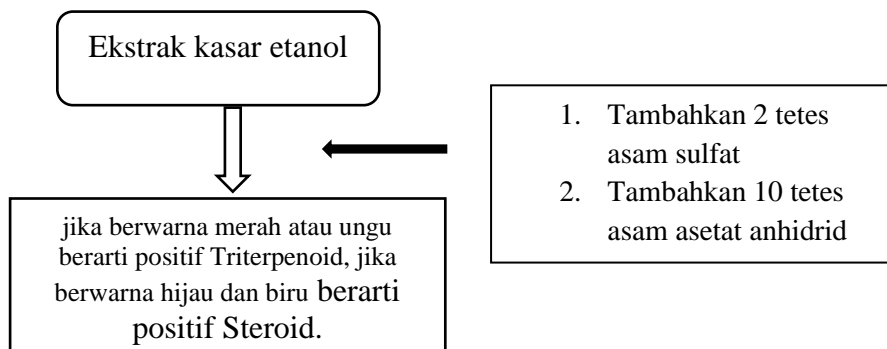 Ekstrak kasar etanol
1. Tambahkan 2 tetes
asam sulfat
2. Tambahkan 10 tetes
asam asetat anhidrid
jika berwarna merah atau ungu
berarti positif Triterpenoid, jika
berwarna hijau dan biru berarti
positif Steroid.